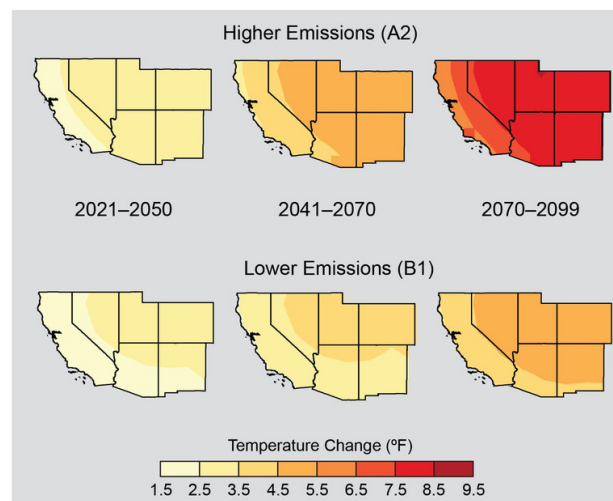 Higher Emissions (A2)
2021–2050 2041–2070 2070–2099
Lower Emissions (B1)
Temperature Change (ºF)
1.5 2.5 3.5 4.5 5.5 6.5 7.5 8.5 9.5